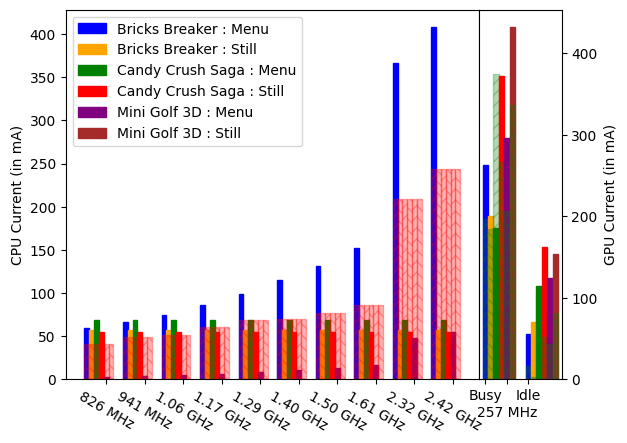 Bricks Breaker : Menu
Bricks Breaker : Still
Candy Crush Saga : Menu
Candy Crush Saga : Still
Mini Golf 3D : Menu
Mini Golf 3D : Still
CPU Current (in mA)
400
350
300
250
200
150
100
50
0
GPU Current (in mA)
400
300
200
100
0
826 MHz
941 MHz
1.06 GHz
1.17 GHz
1.29 GHz
1.40 GHz
1.50 GHz
1.61 GHz
2.32 GHz
2.42 GHz
Busy Idle
257 MHz